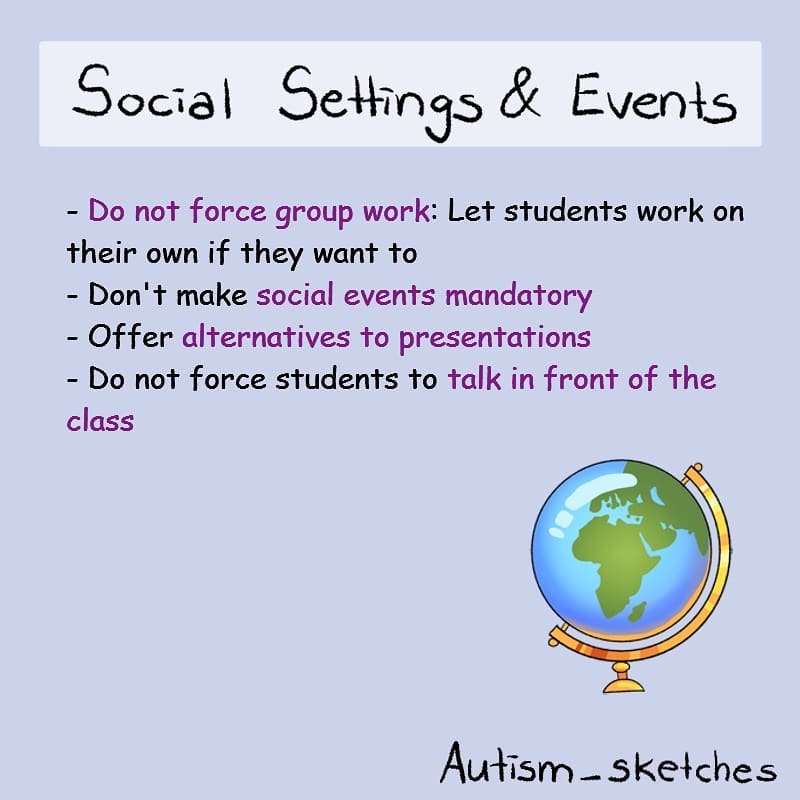 Social Settings & Events
- Do not force group work: Let students work on
their own if they want to
- Don't make social events mandatory
- Offer alternatives to presentations
- Do not force students to talk in front of the
class
Autism_sketches